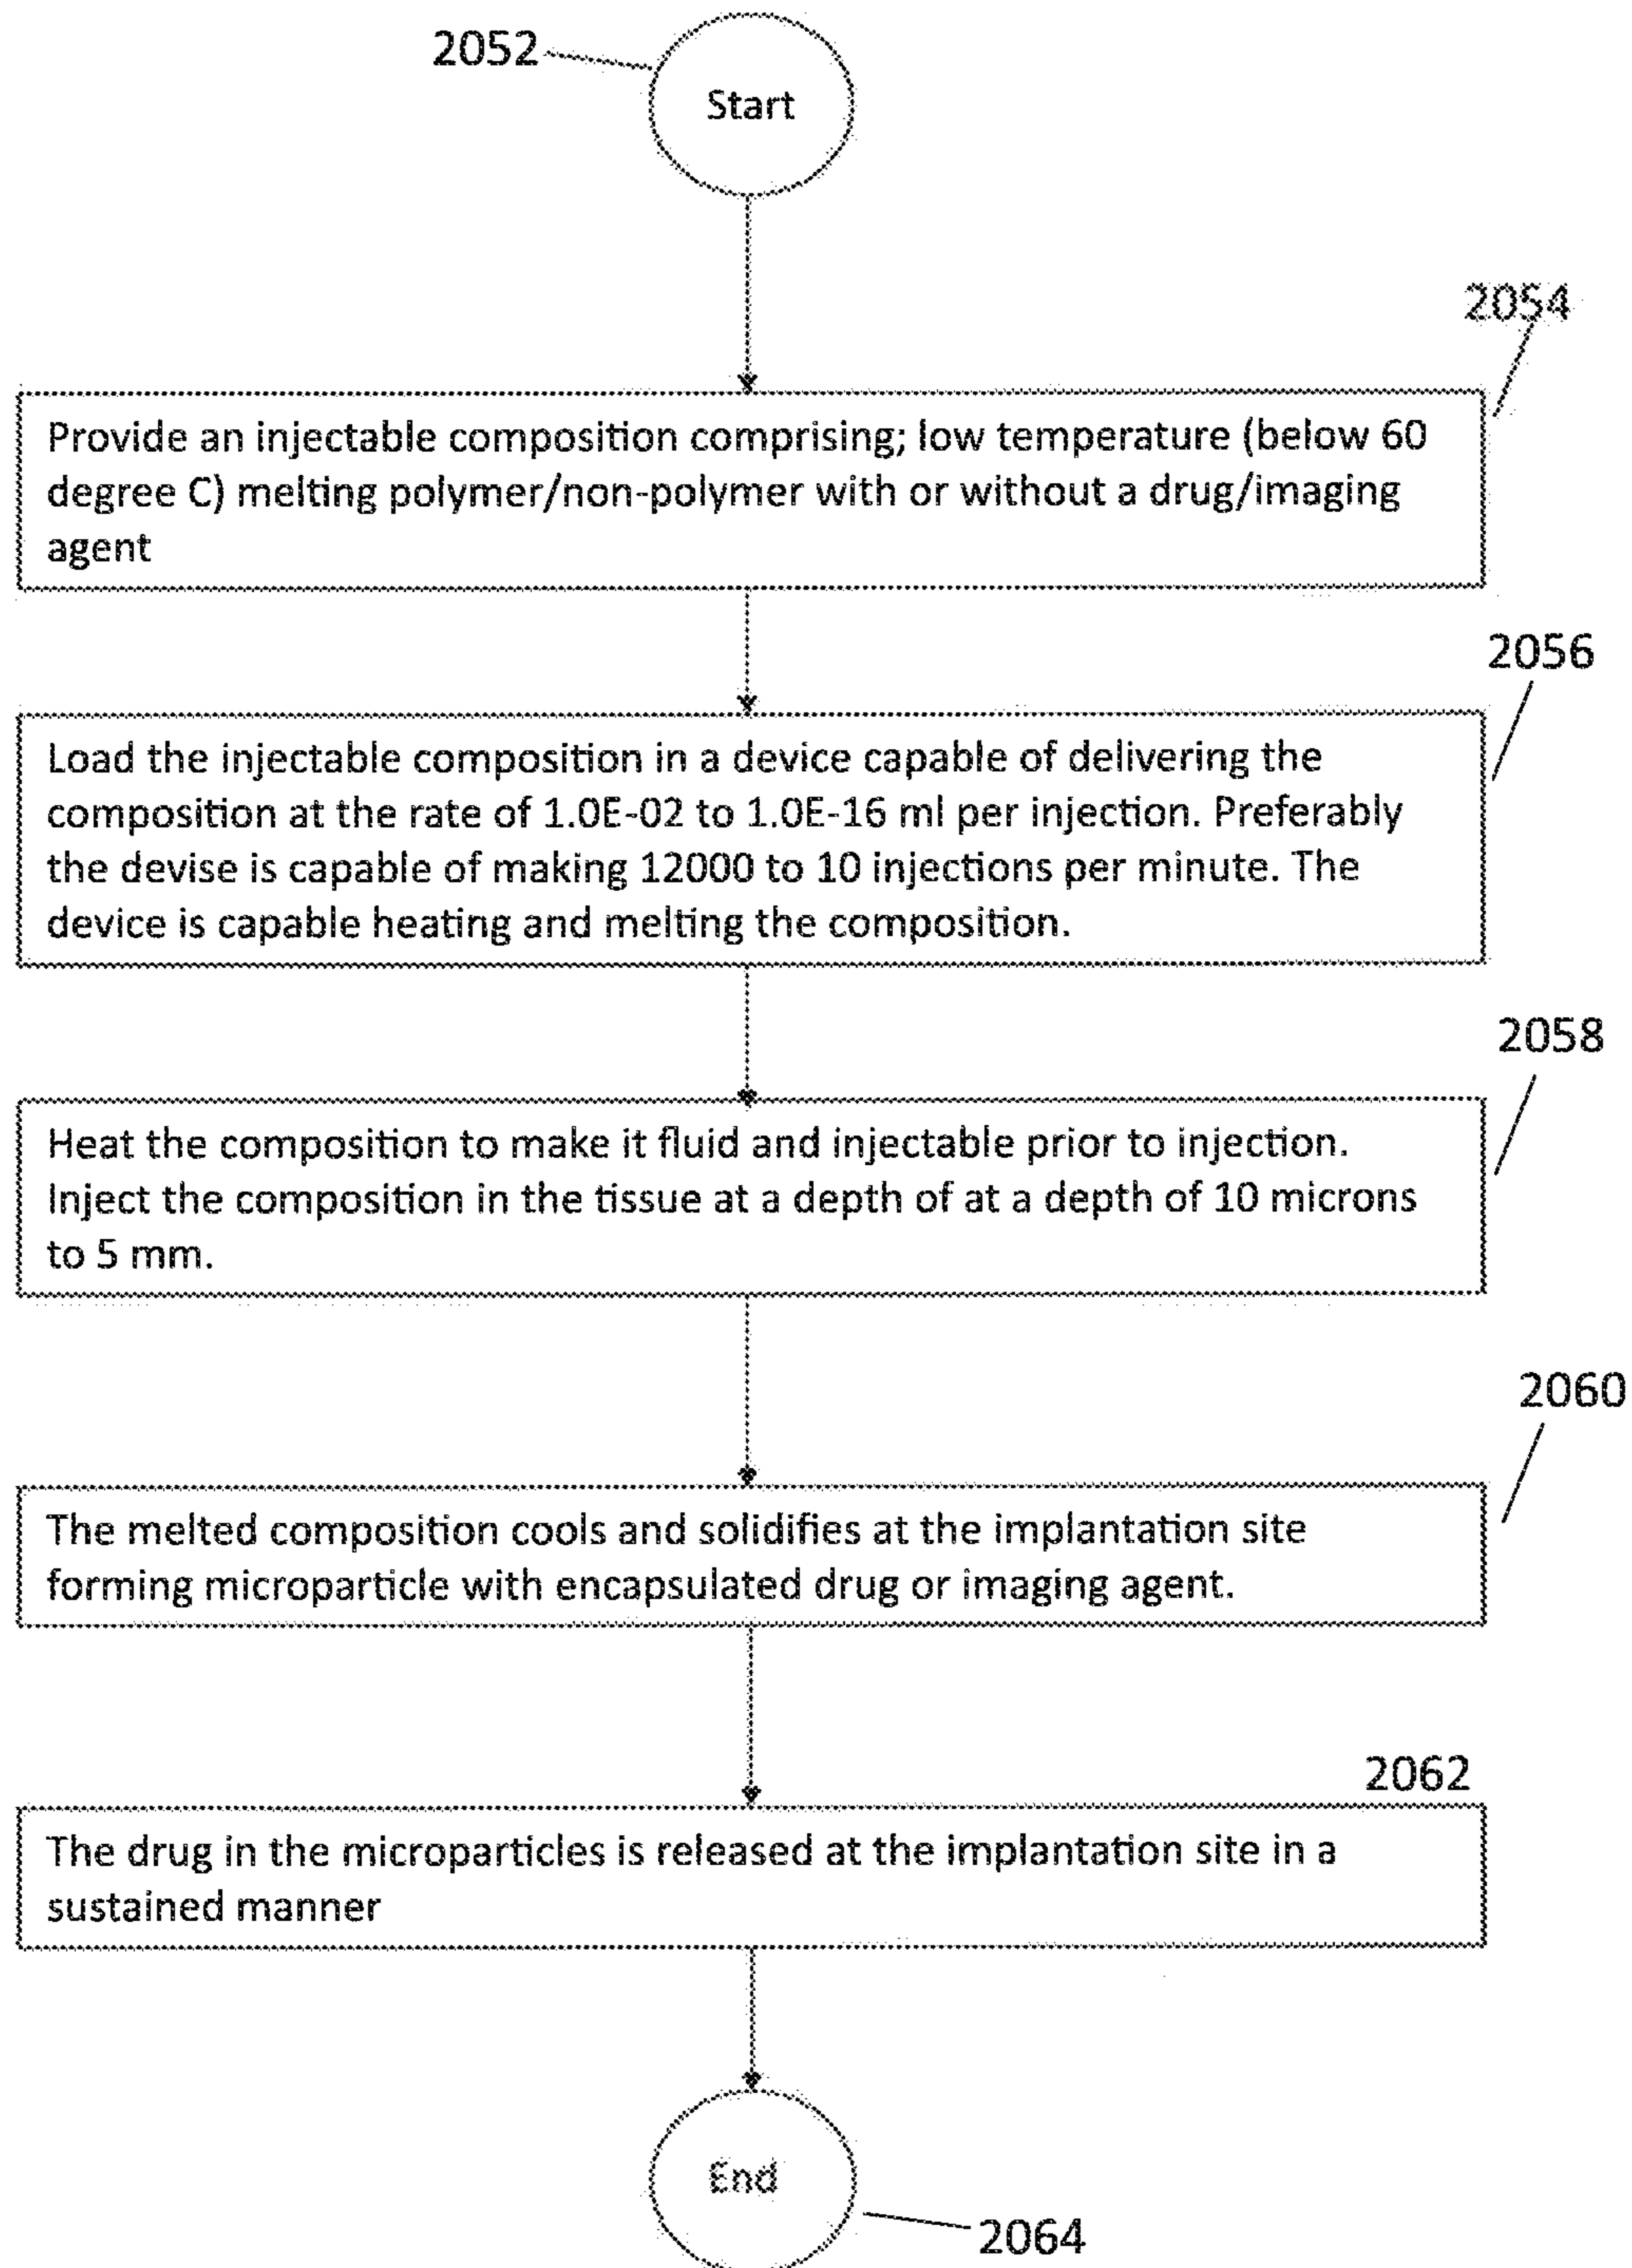 2052
Start
2054
Provide an injectable composition comprising; low temperature (below 60
degree C) melting polymer/non-polymer with or without a drug/imaging
agent
2056
Load the injectable composition in a device capable of delivering the
composition at the rate of 1.0E-02 to 1.0E-16 ml per injection. Preferably
the devise is capable of making 12000 to 10 injections per minute. The
device is capable heating and melting the composition.
2058
Heat the composition to make it fluid and injectable prior to injection.
Inject the composition in the tissue at a depth of at a depth of 10 microns
to 5 mm.
2060
The melted composition cools and solidifies at the implantation site
forming microparticle with encapsulated drug or imaging agent.
2062
The drug in the microparticles is released at the implantation site in a
sustained manner
End
2064